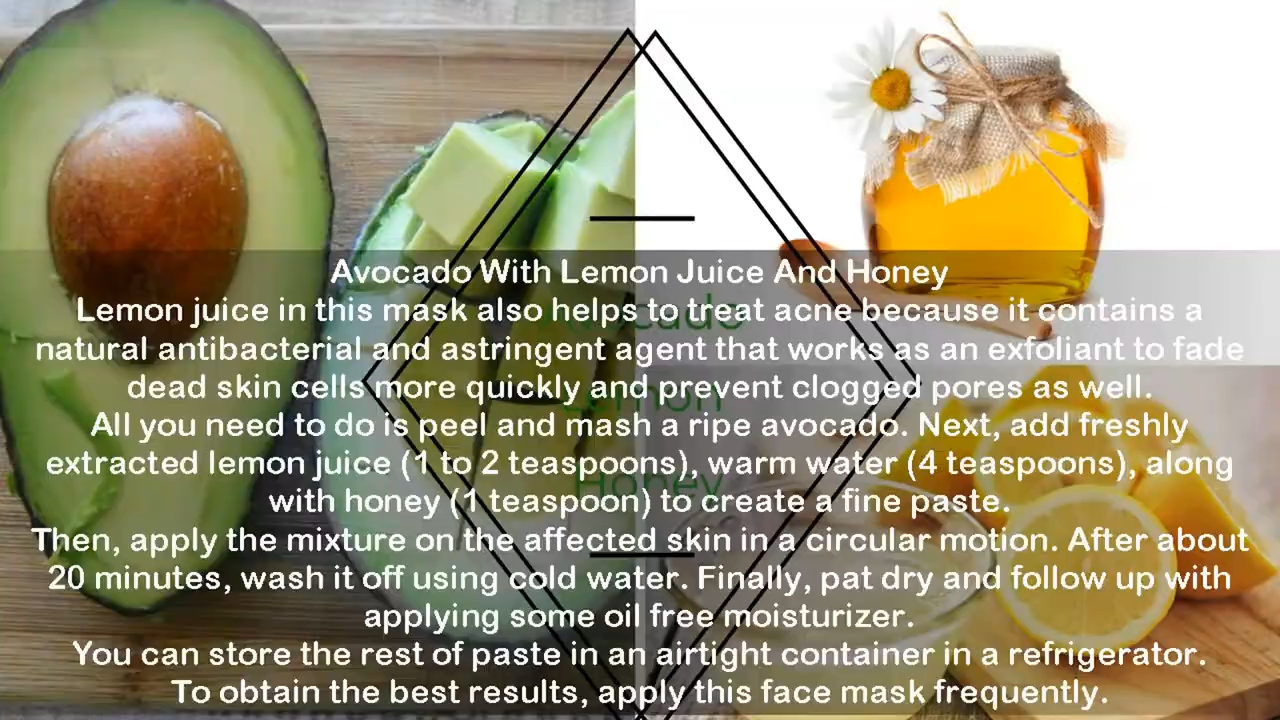 Avocado With Lemon Juice And Honey
Lemon juice in this mask also helps to treat acne because it contains a
natural antibacterial and astringent agent that works as an exfoliant to fade
dead skin cells more quickly and prevent clogged pores as well.
All you need to do is peel and mash a ripe avocado. Next, add freshly
extracted lemon juice (1 to 2 teaspoons), warm water (4 teaspoons), along
with honey (1 teaspoon) to create a fine paste.
Then, apply the mixture on the affected skin in a circular motion. After about
20 minutes, wash it off using cold water. Finally, pat dry and follow up with
applying some oil free moisturizer.
You can store the rest of paste in an airtight container in a refrigerator.
To obtain the best results, apply this face mask frequently.
Lemon
Honey